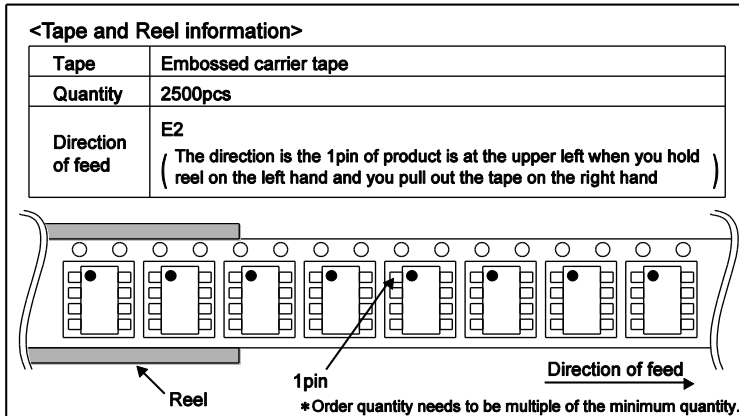 <Tape and Reel information>
Tape Embossed carrier tape
Quantity 2500pcs
Direction of feed E2
( The direction is the 1pin of product is at the upper left when you hold
reel on the left hand and you pull out the tape on the right hand )
1pin
Reel
Direction of feed
*Order quantity needs to be multiple of the minimum quantity.